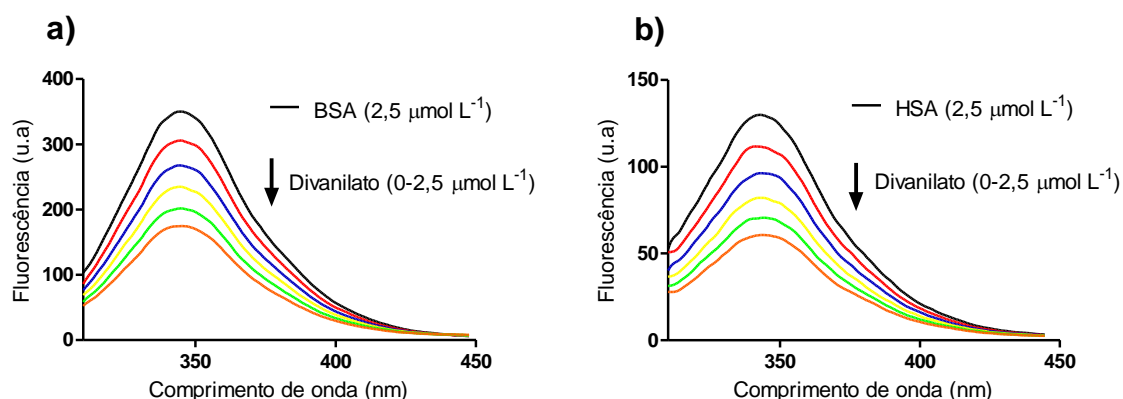 a)
400
300
200
100
0
Fluorescência (u.a)
BSA (2,5 μmol L⁻¹)
Divanilato (0-2,5 μmol L⁻¹)
350
400
450
Comprimento de onda (nm)
b)
150
100
50
0
Fluorescência (u.a)
HSA (2,5 μmol L⁻¹)
Divanilato (0-2,5 μmol L⁻¹)
350
400
450
Comprimento de onda (nm)